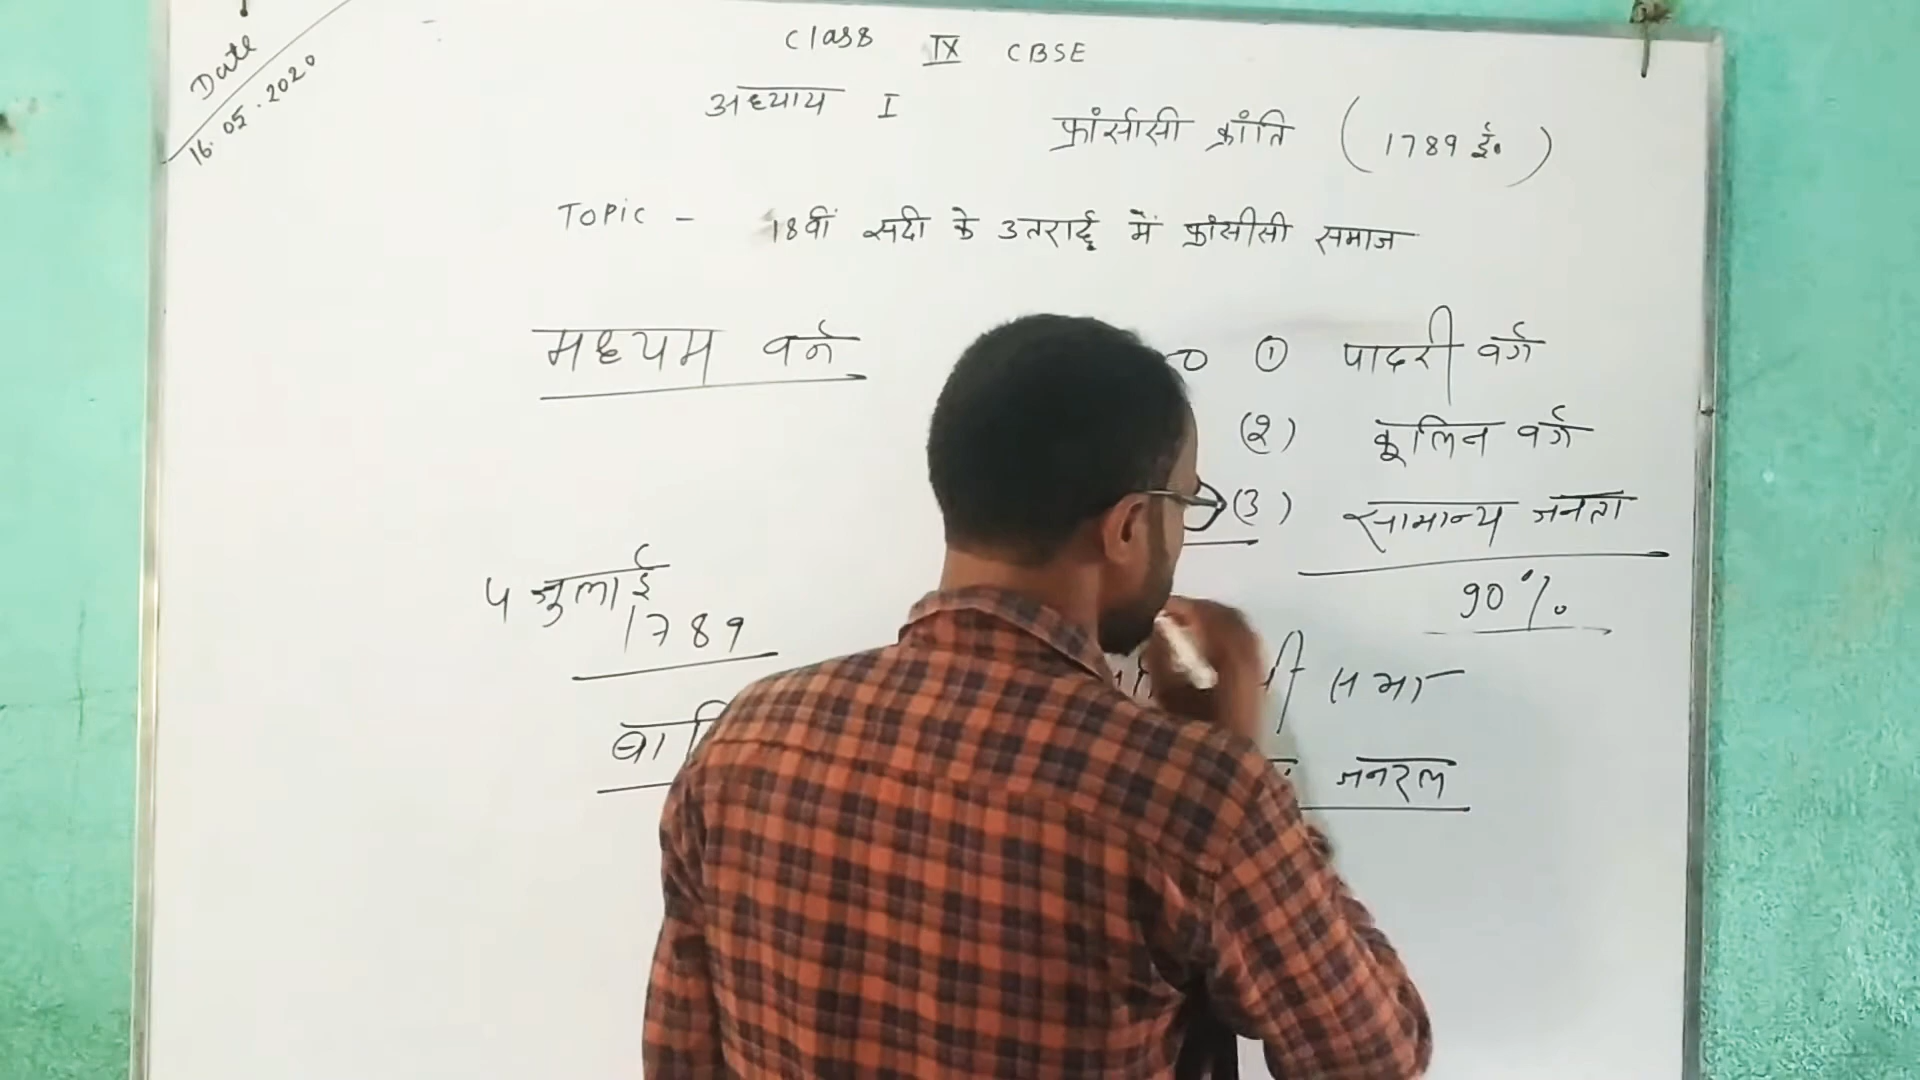 Date
16.05.2020
Class IX CBSE
अध्याय I
फ्रांसीसी क्रांति (1789 ई.)
Topic - 18वीं सदी के उतरार्द्ध में फ्रांसीसी समाज
मध्यम वर्ग
① पादरी वर्ग
(2) कूलिन वर्ग
(3) सामान्य जनता
90%
5 जुलाई
1789
सभा
जनरल